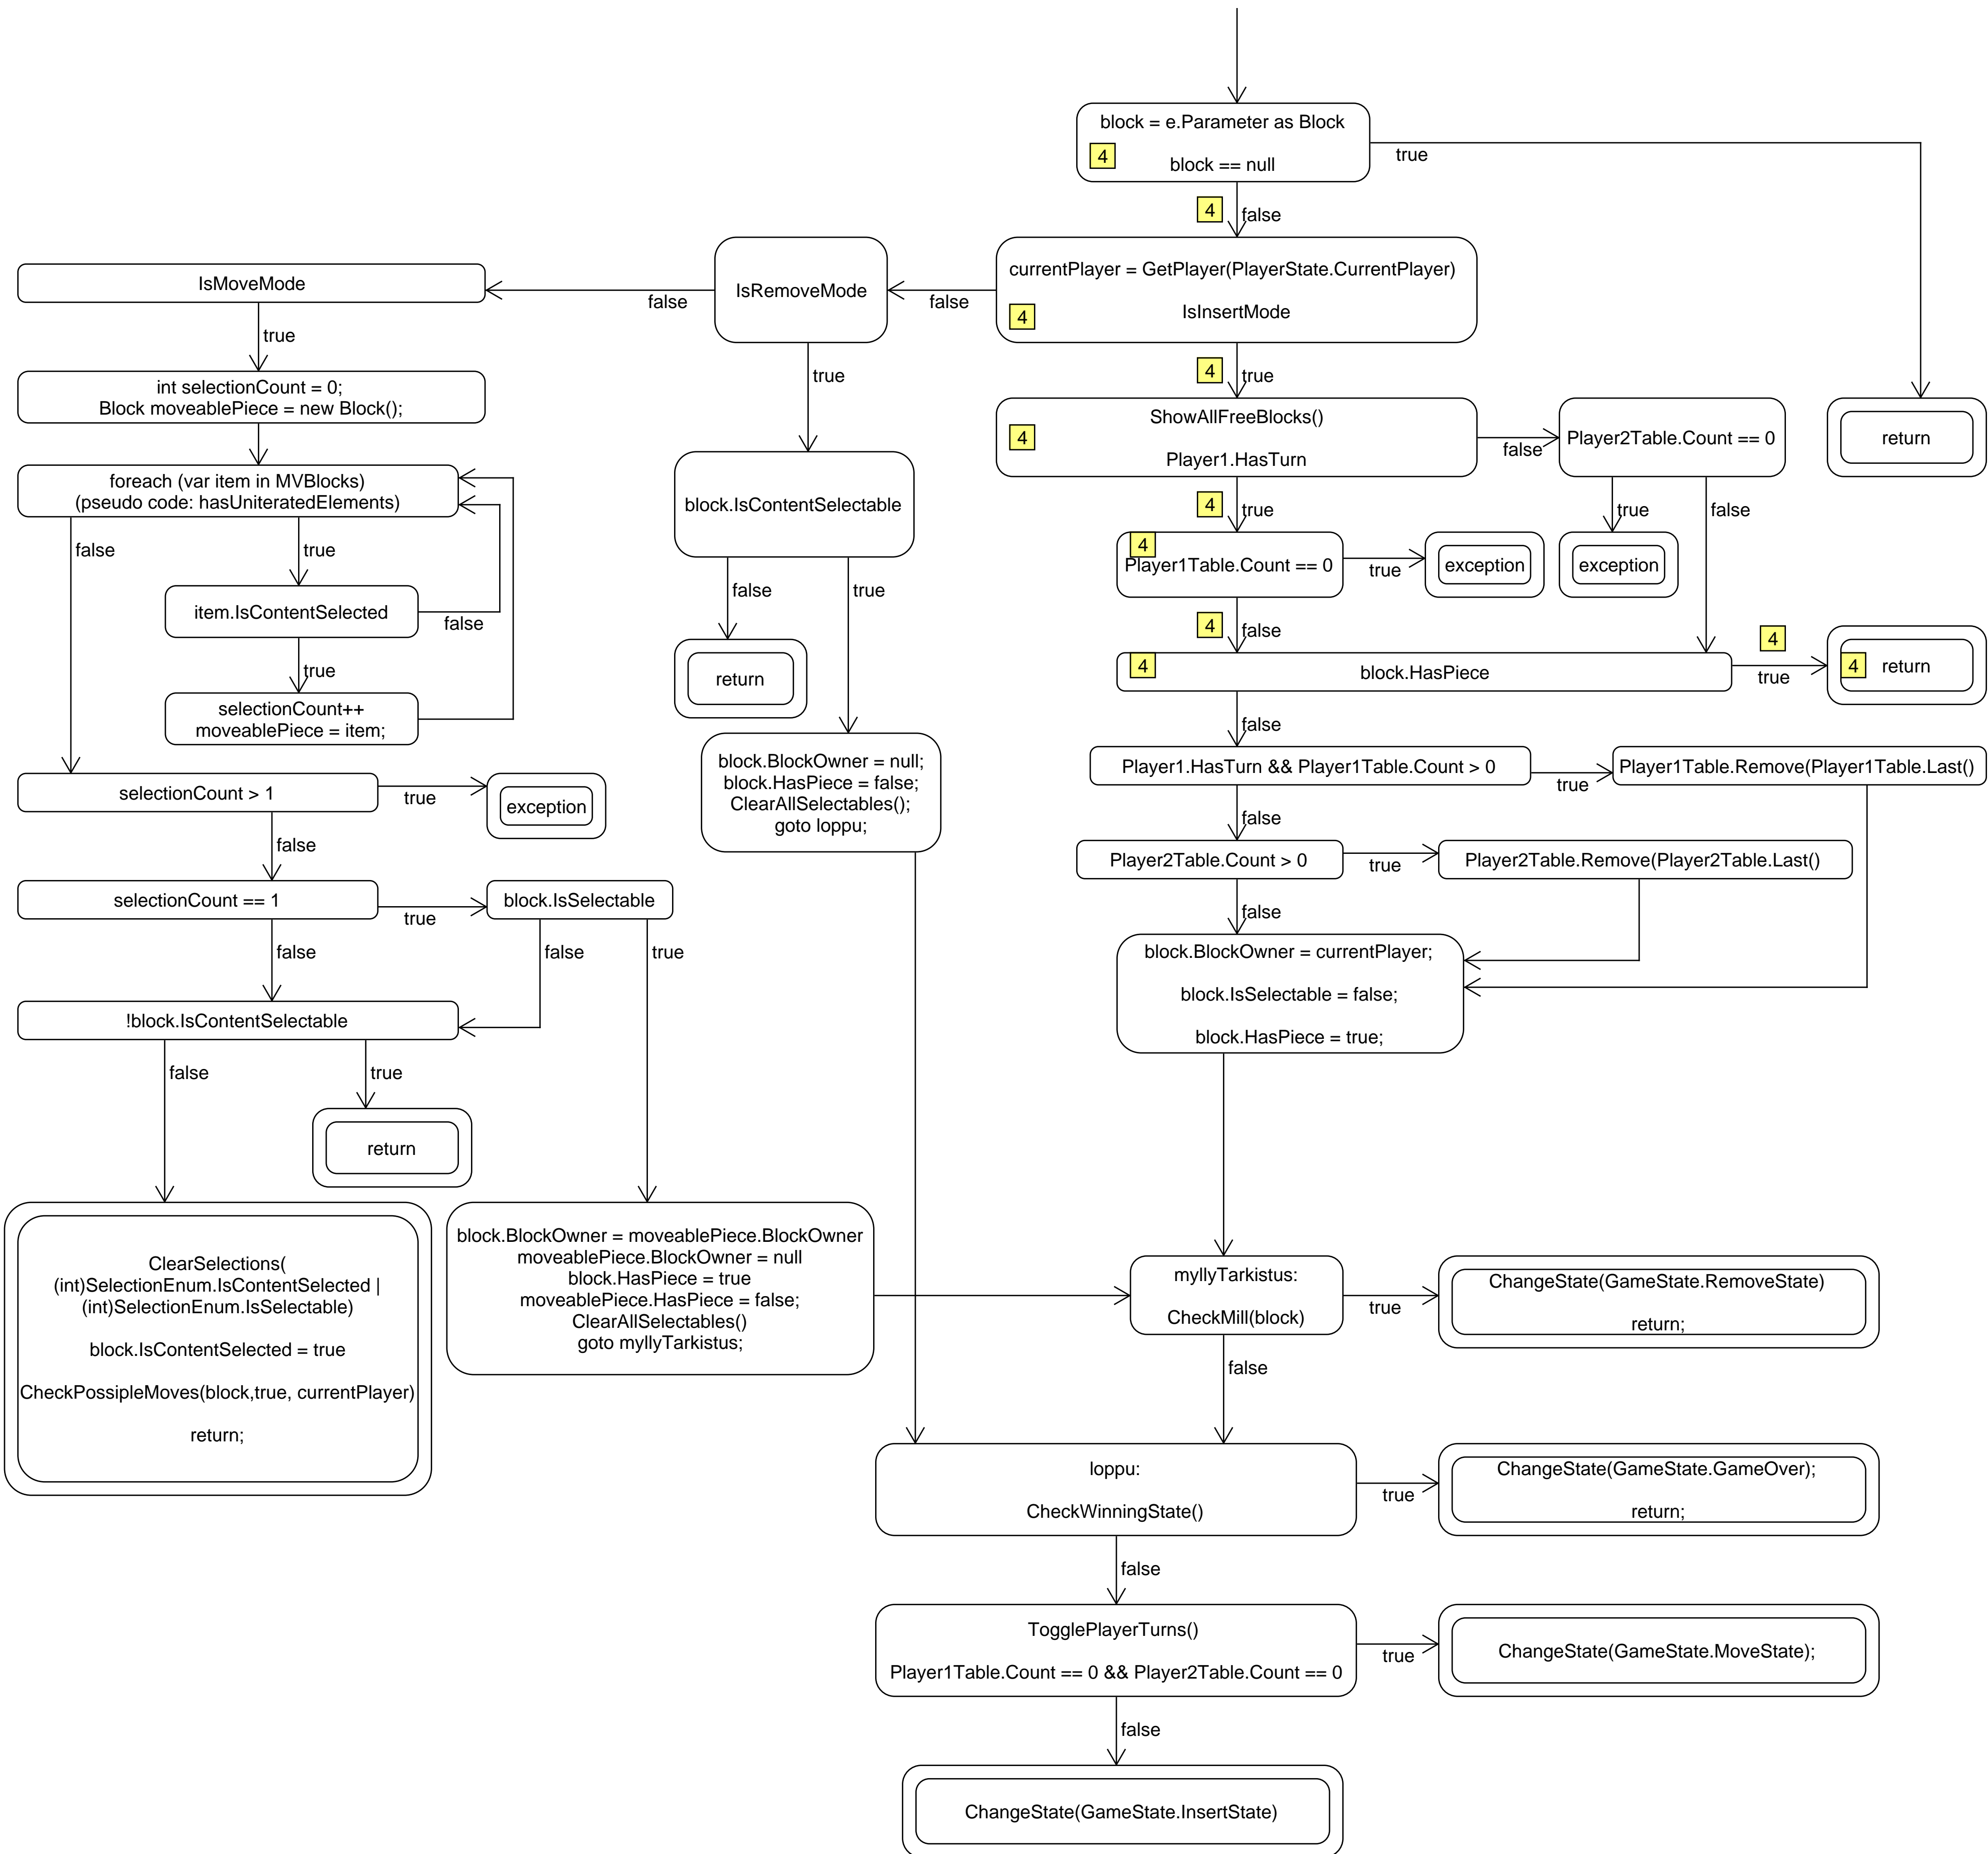 block = e.Parameter as Block
4
block == null
true
4
false
currentPlayer = GetPlayer(PlayerState.CurrentPlayer)
4
IsInsertMode
false
IsRemoveMode
false
IsMoveMode
true
int selectionCount = 0;
Block moveablePiece = new Block();
foreach (var item in MVBlocks)
(pseudo code: hasUniteratedElements)
false
true
item.IsContentSelected
false
true
selectionCount++
moveablePiece = item;
selectionCount > 1
true
exception
false
selectionCount == 1
true
block.IsSelectable
false
false
true
!block.IsContentSelectable
false
true
return
ClearSelections(
(int)SelectionEnum.IsContentSelected |
(int)SelectionEnum.IsSelectable)
block.IsContentSelected = true
CheckPossipleMoves(block,true, currentPlayer)
return;
block.BlockOwner = moveablePiece.BlockOwner
moveablePiece.BlockOwner = null
block.HasPiece = true
moveablePiece.HasPiece = false;
ClearAllSelectables()
goto myllyTarkistus;
true
block.IsContentSelectable
false
true
return
block.BlockOwner = null;
block.HasPiece = false;
ClearAllSelectables();
goto loppu;
4
true
ShowAllFreeBlocks()
4
Player1.HasTurn
false
Player2Table.Count == 0
return
4
true
true
false
4
Player1Table.Count == 0
true
exception
exception
4
false
4
block.HasPiece
4
true
4
return
false
Player1.HasTurn && Player1Table.Count > 0
true
Player1Table.Remove(Player1Table.Last()
false
Player2Table.Count > 0
true
Player2Table.Remove(Player2Table.Last()
false
block.BlockOwner = currentPlayer;
block.IsSelectable = false;
block.HasPiece = true;
myllyTarkistus:
CheckMill(block)
true
ChangeState(GameState.RemoveState)
return;
false
loppu:
CheckWinningState()
true
ChangeState(GameState.GameOver);
return;
false
TogglePlayerTurns()
Player1Table.Count == 0 && Player2Table.Count == 0
true
ChangeState(GameState.MoveState);
false
ChangeState(GameState.InsertState)